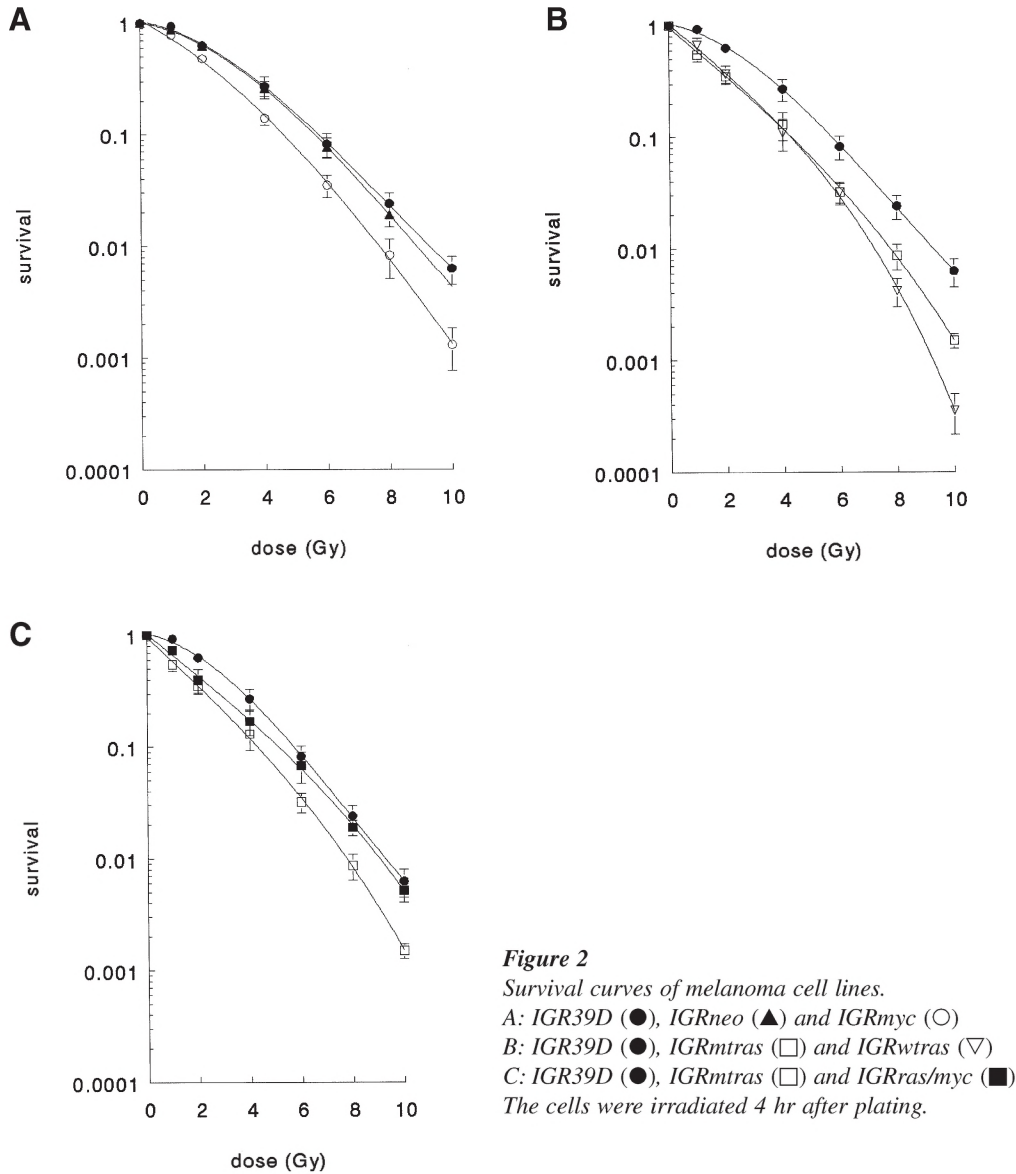 A
1
0.1
0.01
0.001
0.0001
survival
0 2 4 6 8 10
dose (Gy)
B
1
0.1
0.01
0.001
0.0001
survival
0 2 4 6 8 10
dose (Gy)
C
1
0.1
0.01
0.001
0.0001
survival
0 2 4 6 8 10
dose (Gy)
Figure 2
Survival curves of melanoma cell lines.
A: IGR39D (●), IGRneo (▲) and IGRmyc (○)
B: IGR39D (●), IGRmtras (□) and IGRwtras (▽)
C: IGR39D (●), IGRmtras (□) and IGRras/myc (■)
The cells were irradiated 4 hr after plating.